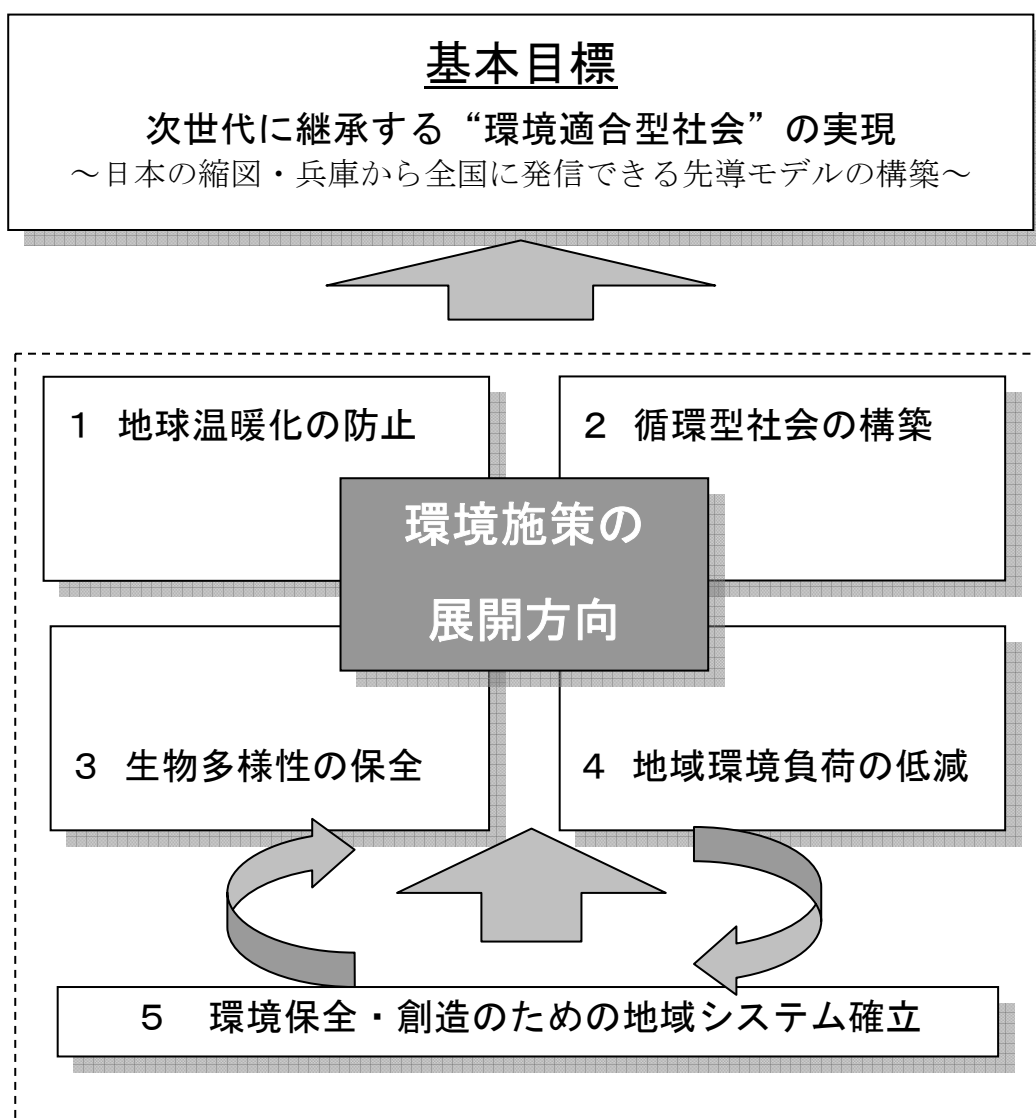 基本目標
次世代に継承する“環境適合型社会”の実現
～日本の縮図・兵庫から全国に発信できる先導モデルの構築～
1 地球温暖化の防止
2 循環型社会の構築
環境施策の
展開方向
3 生物多様性の保全
4 地域環境負荷の低減
5 環境保全・創造のための地域システム確立